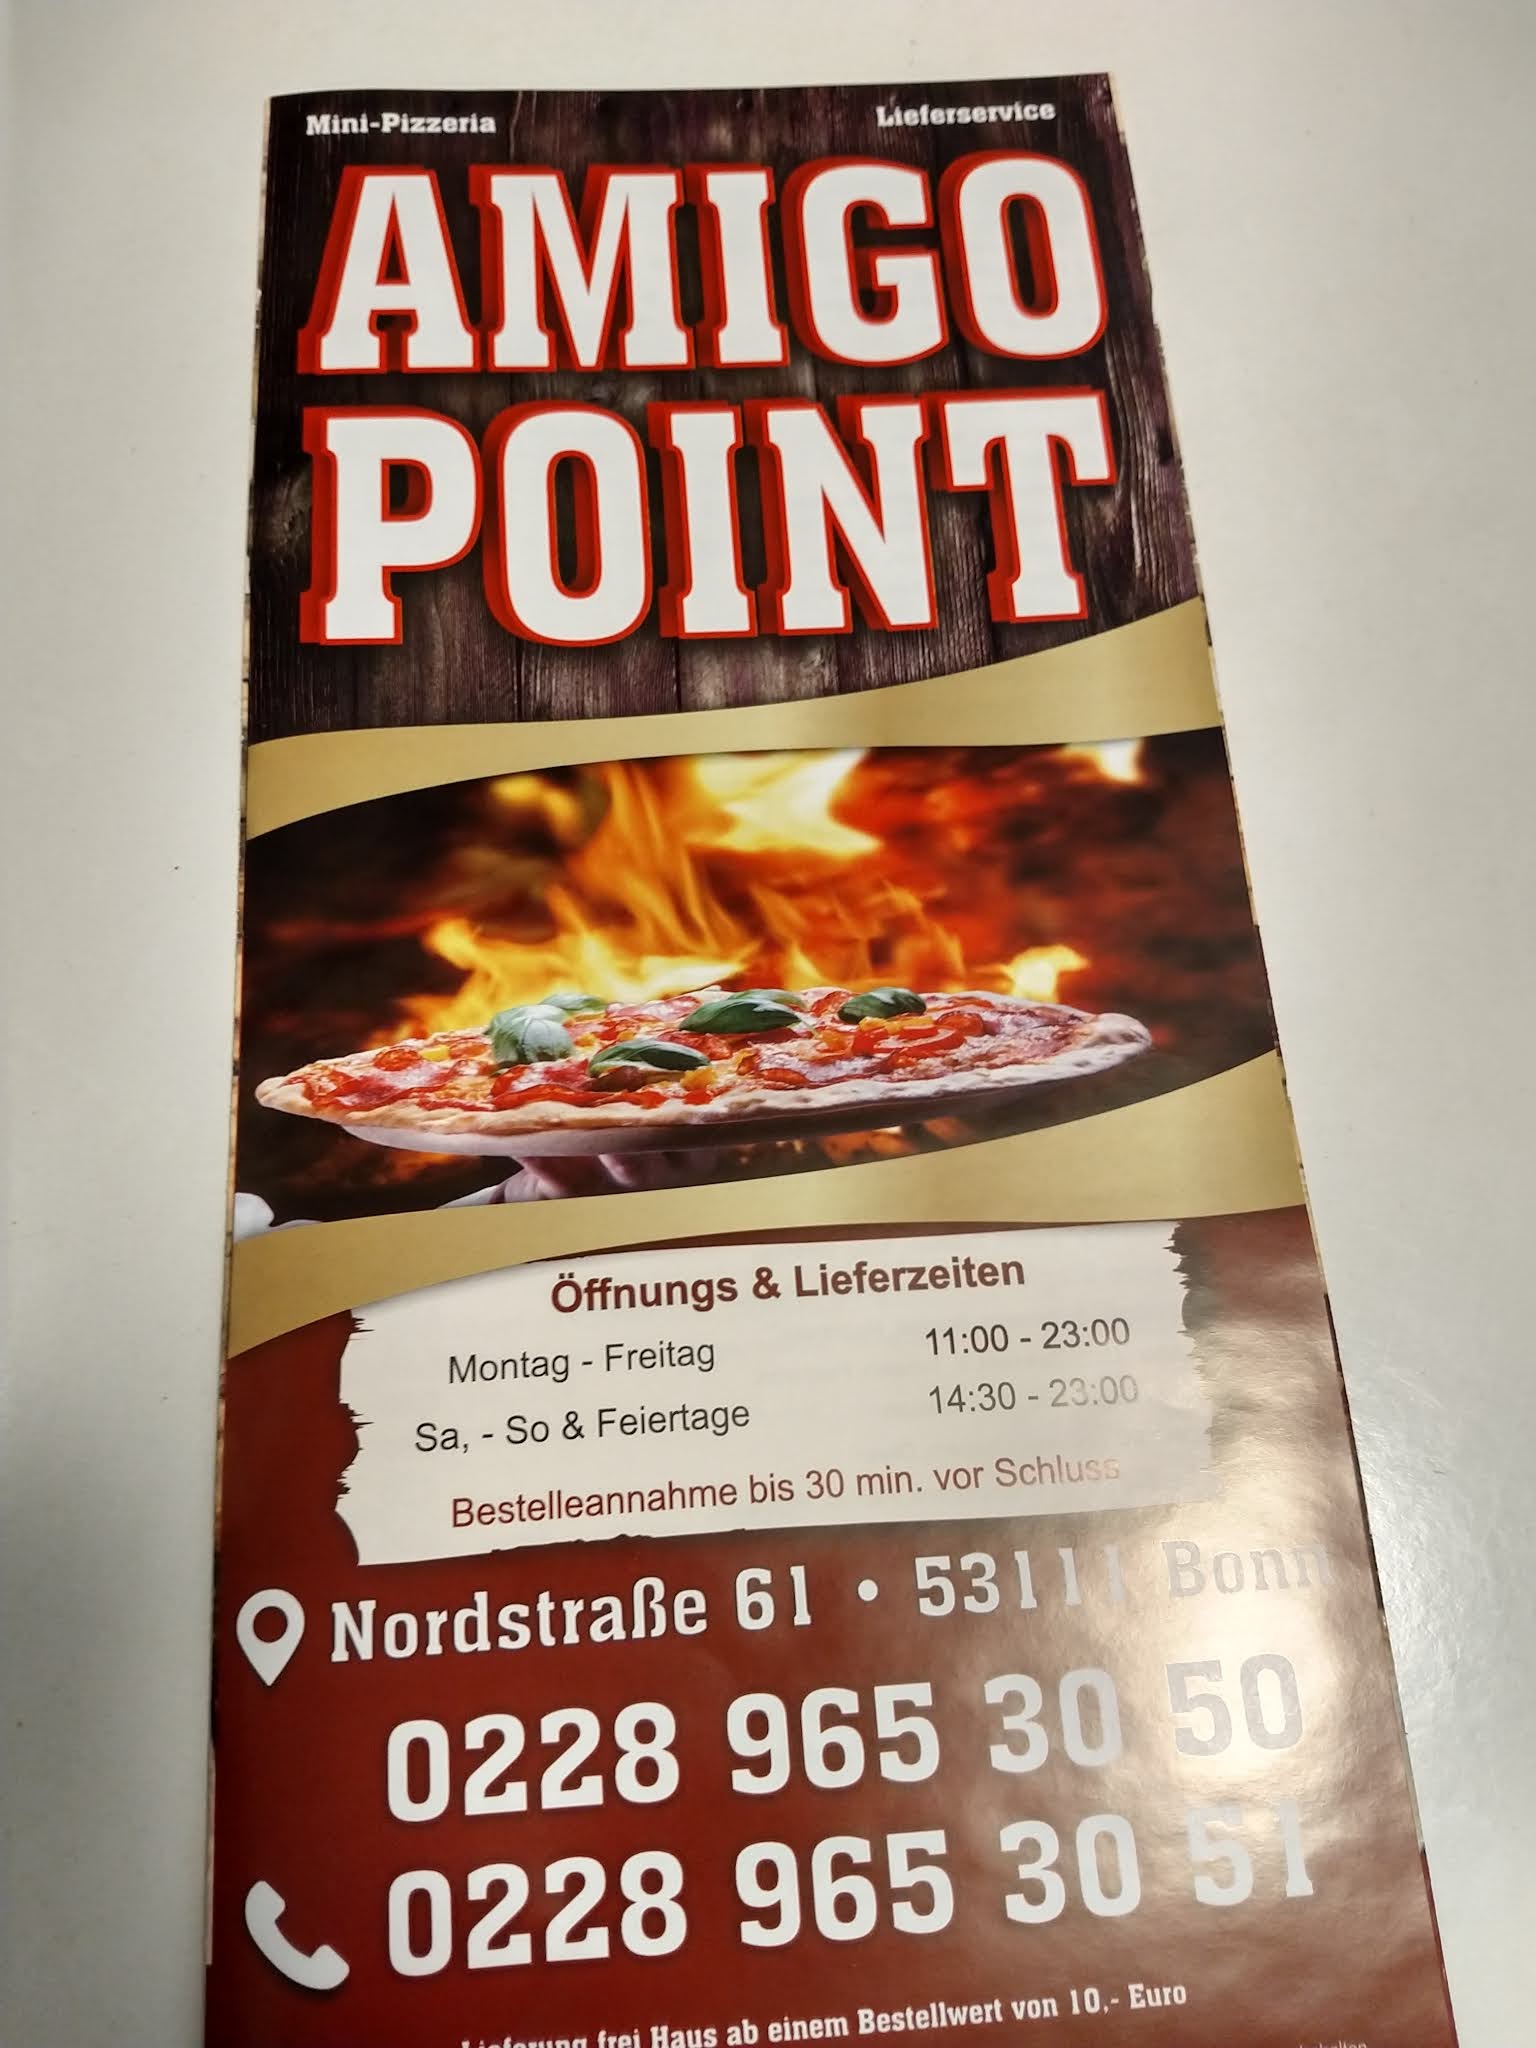 Mini-Pizzeria Lieferservice
AMIGO
POINT
Öffnungs & Lieferzeiten
Montag - Freitag 11:00 - 23:00
Sa, - So & Feiertage 14:30 - 23:00
Bestelleannahme bis 30 min. vor Schluss
Nordstraße 61 • 53111 Bonn
0228 965 30 50
0228 965 30 51
Lieferung frei Haus ab einem Bestellwert von 10,- Euro